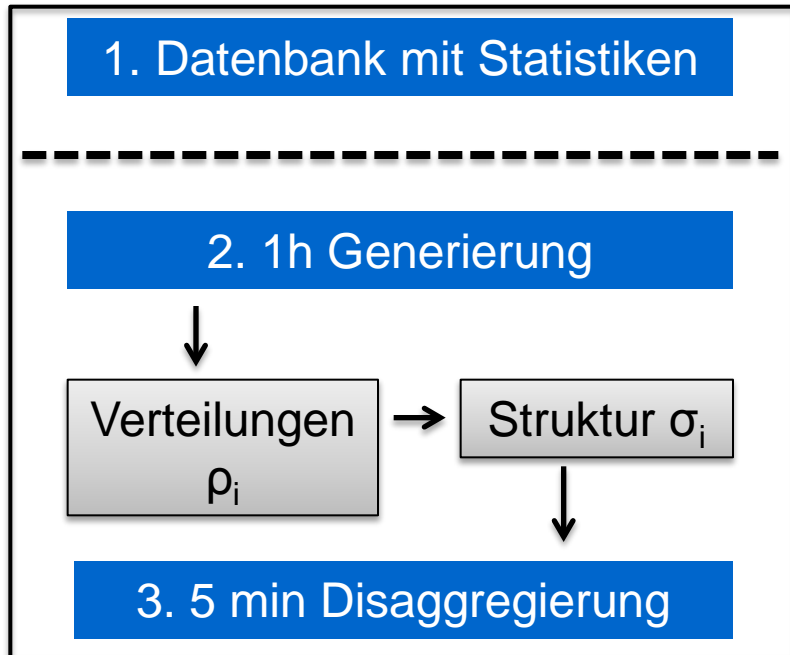 1. Datenbank mit Statistiken
2. 1h Generierung
Verteilungen
ρi
Struktur σi
3. 5 min Disaggregierung